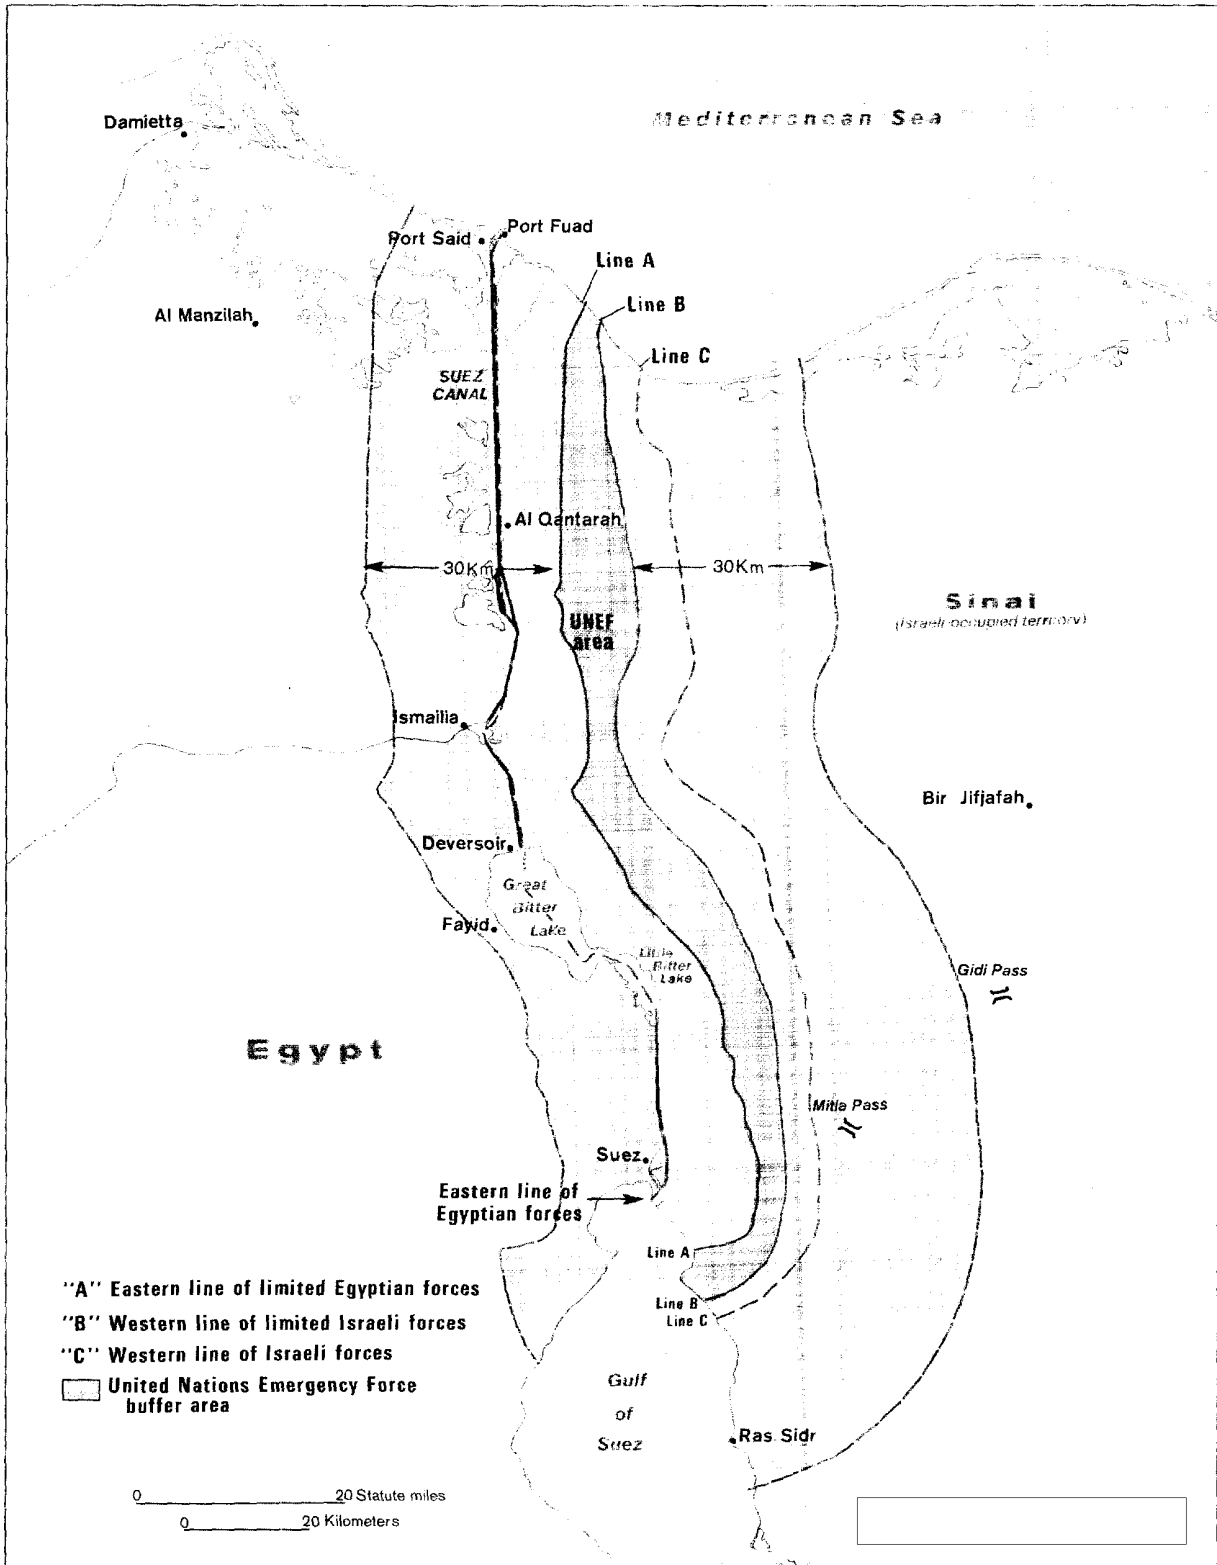 Mediterranean Sea
Damietta
Port Said
Port Fuad
Line A
Line B
Line C
Al Manzilah
SUEZ
CANAL
Al Qantarah
30Km
30Km
UNEF
area
Sinai
(Israeli occupied territory)
Ismailia
Bir Jifjafah
Deversoir
Great
Bitter
Lake
Fayid
Little
Bitter
Lake
Gidi Pass
Egypt
Mitla Pass
Suez
Eastern line of
Egyptian forces
Line A
Line B
Line C
"A" Eastern line of limited Egyptian forces
"B" Western line of limited Israeli forces
"C" Western line of Israeli forces
United Nations Emergency Force
buffer area
Gulf
of
Suez
Ras Sidr
0 20 Statute miles
0 20 Kilometers